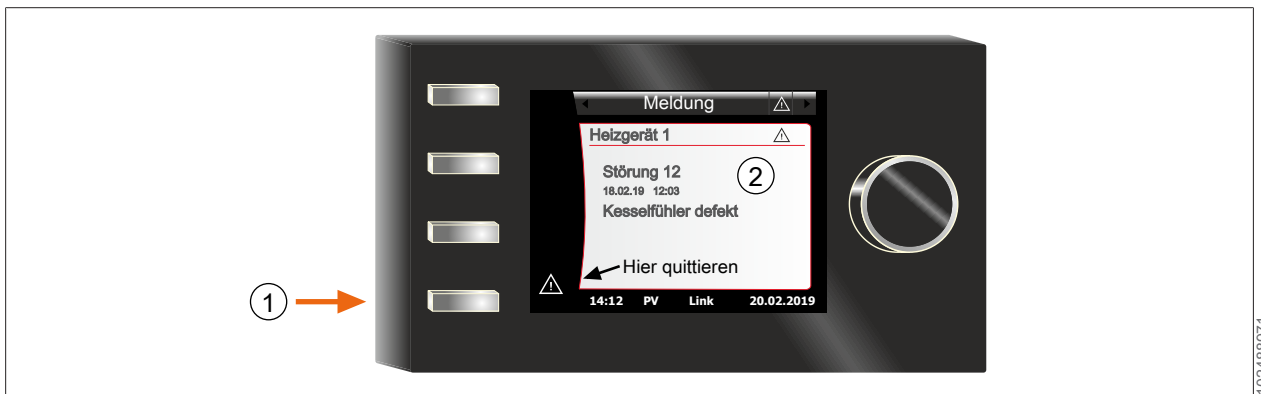 Meldung
Heizgerät 1
Störung 12
18.02.19 12:03
Kesselfühler defekt
Hier quittieren
14:12 PV Link 20.02.2019
1
2